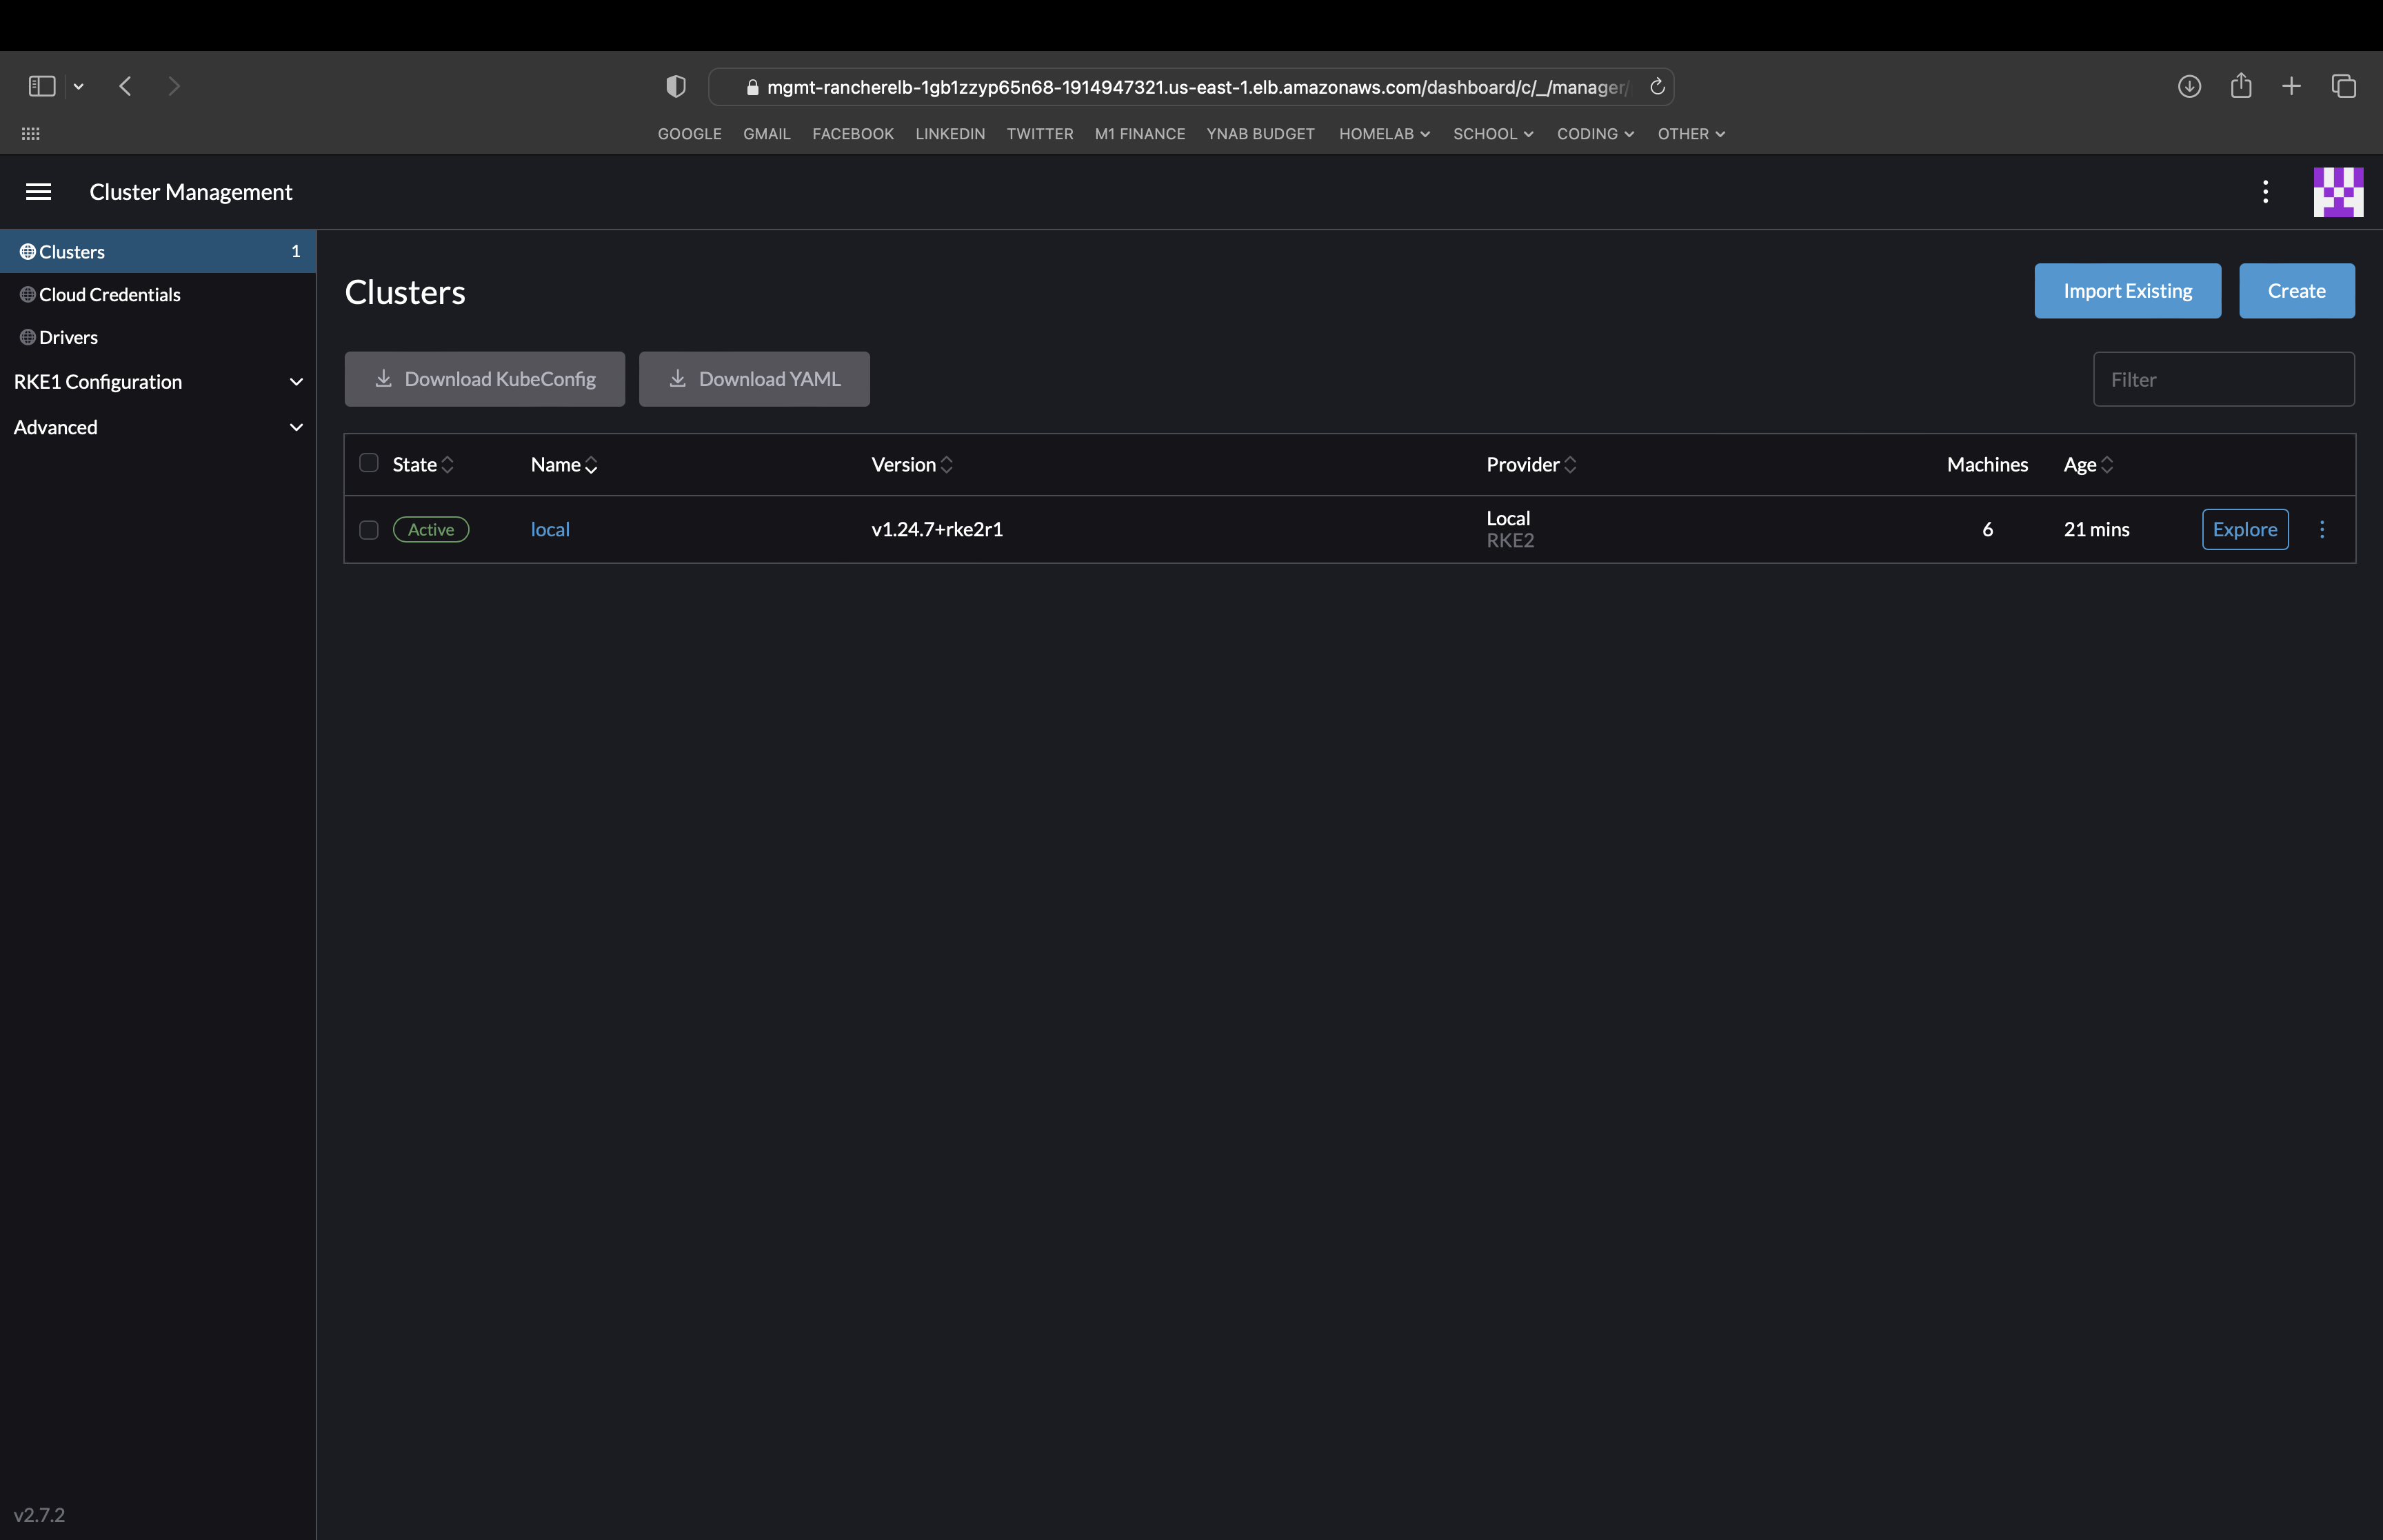 mgmt-rancherelb-1gb1zzyp65n68-1914947321.us-east-1.elb.amazonaws.com/dashboard/c/_/manager/
GOOGLE GMAIL FACEBOOK LINKEDIN TWITTER M1 FINANCE YNAB BUDGET HOMELAB SCHOOL CODING OTHER
Cluster Management
Clusters 1
Cloud Credentials
Drivers
RKE1 Configuration
Advanced
Clusters
Import Existing Create
Download KubeConfig Download YAML Filter
State Name Version Provider Machines Age
Active local v1.24.7+rke2r1 Local 6 21 mins Explore
RKE2
v2.7.2